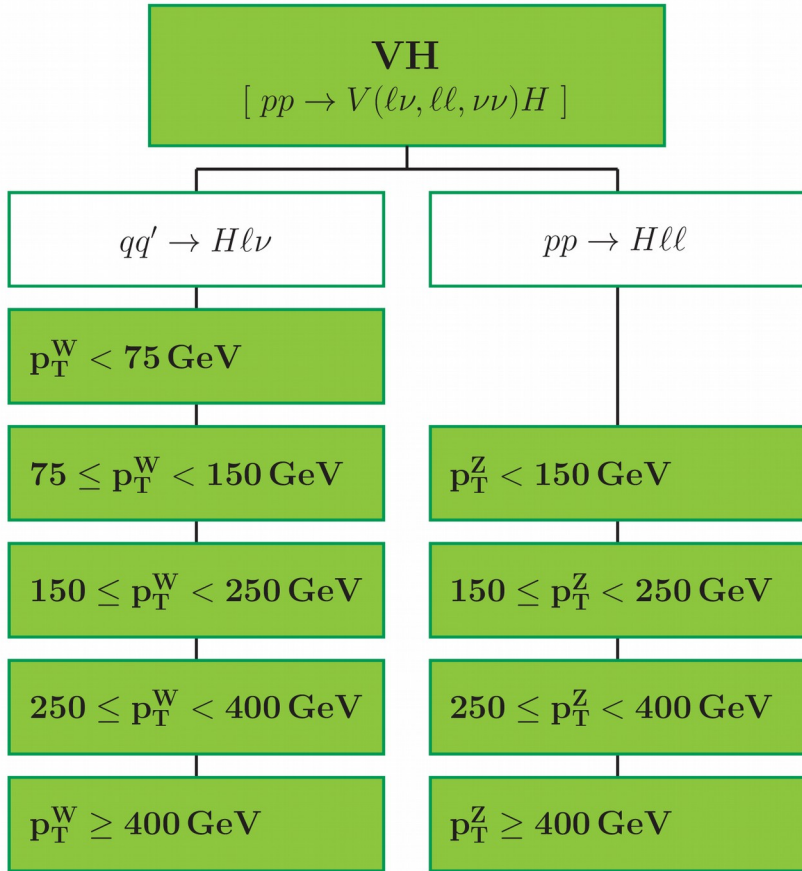 VH
[ pp → V(ℓν, ℓℓ, νν)H ]
qq′ → Hℓν
p_T^W < 75 GeV
75 ≤ p_T^W < 150 GeV
150 ≤ p_T^W < 250 GeV
250 ≤ p_T^W < 400 GeV
p_T^W ≥ 400 GeV
pp → Hℓℓ
p_T^Z < 150 GeV
150 ≤ p_T^Z < 250 GeV
250 ≤ p_T^Z < 400 GeV
p_T^Z ≥ 400 GeV